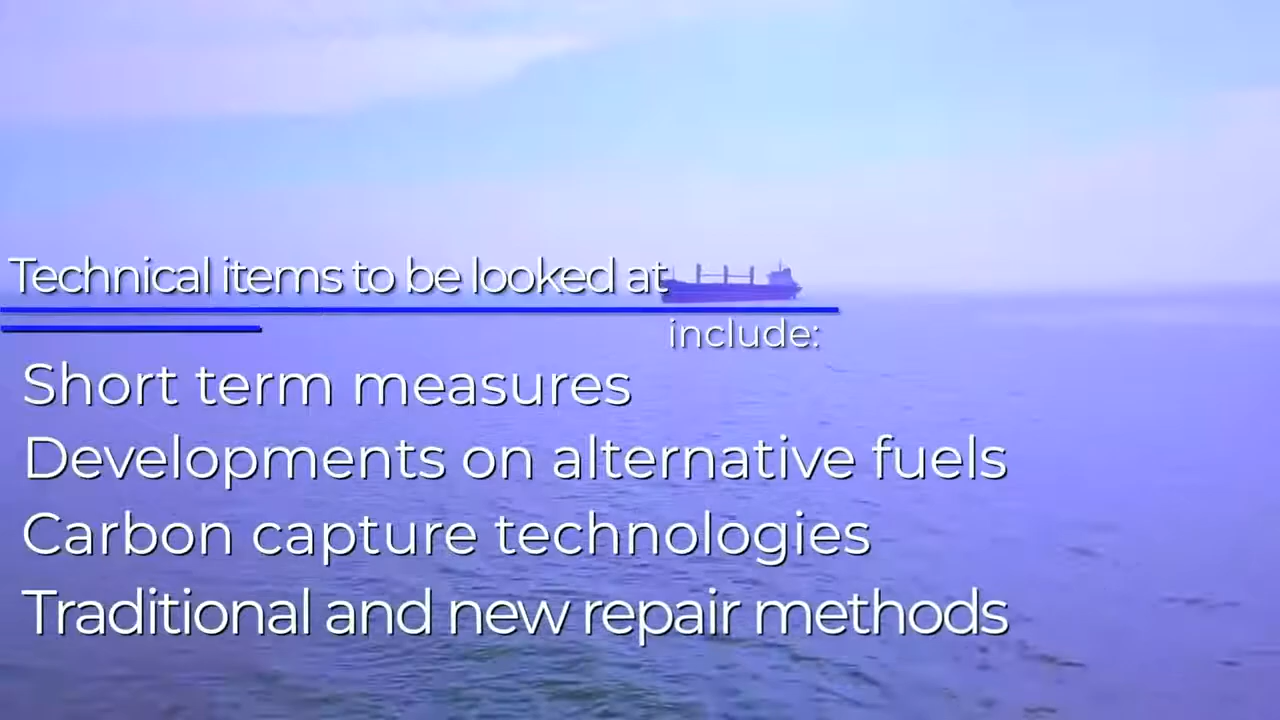 Technical items to be looked at
include:
Short term measures
Developments on alternative fuels
Carbon capture technologies
Traditional and new repair methods